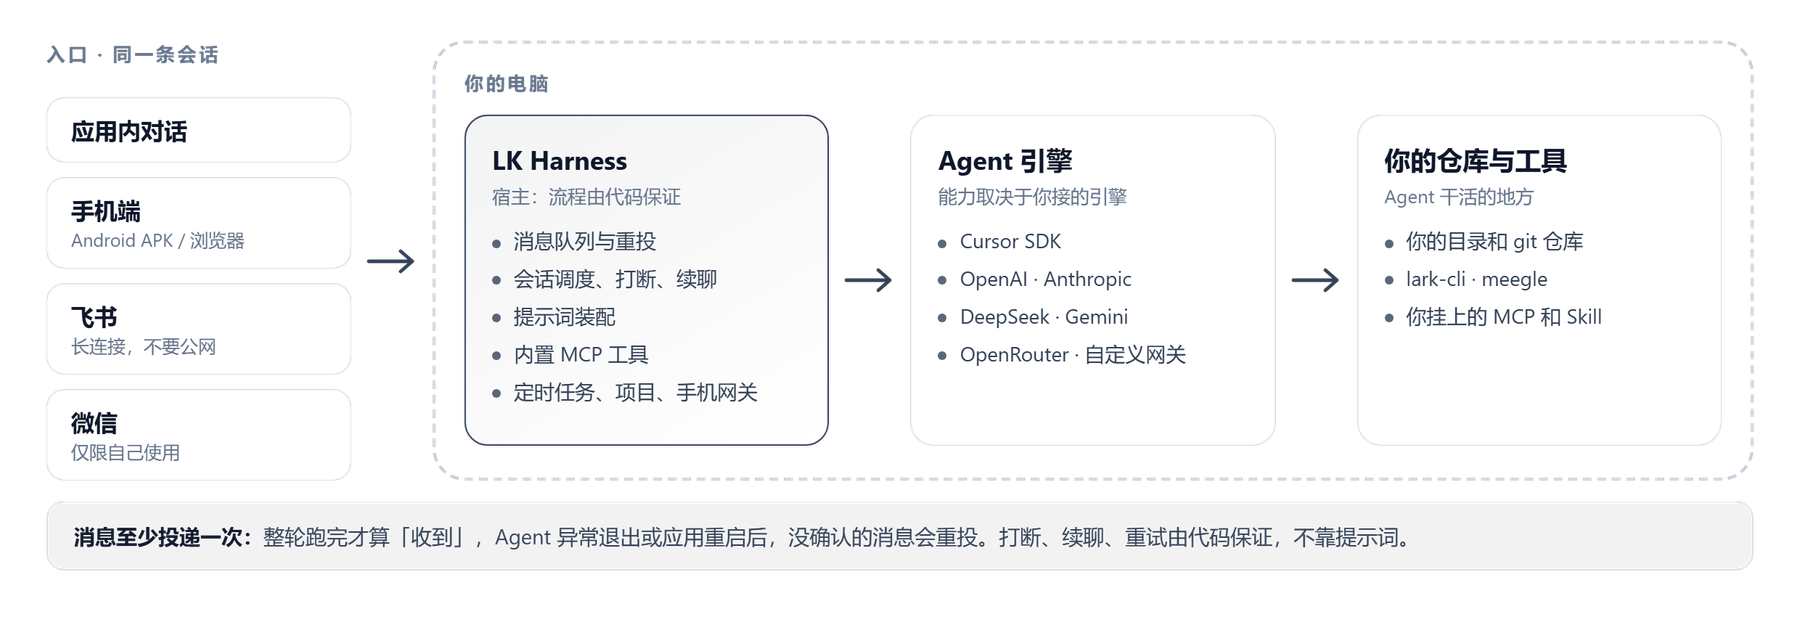 入口 · 同一条会话
应用内对话
手机端
Android APK / 浏览器
飞书
长连接，不要公网
微信
仅限自己使用
你的电脑
LK Harness
宿主：流程由代码保证
消息队列与重投
会话调度、打断、续聊
提示词装配
内置 MCP 工具
定时任务、项目、手机网关
Agent 引擎
能力取决于你接的引擎
Cursor SDK
OpenAI · Anthropic
DeepSeek · Gemini
OpenRouter · 自定义网关
你的仓库与工具
Agent 干活的地方
你的目录和 git 仓库
lark-cli · meegle
你挂上的 MCP 和 Skill
消息至少投递一次：整轮跑完才算「收到」，Agent 异常退出或应用重启后，没确认的消息会重投。打断、续聊、重试由代码保证，不靠提示词。